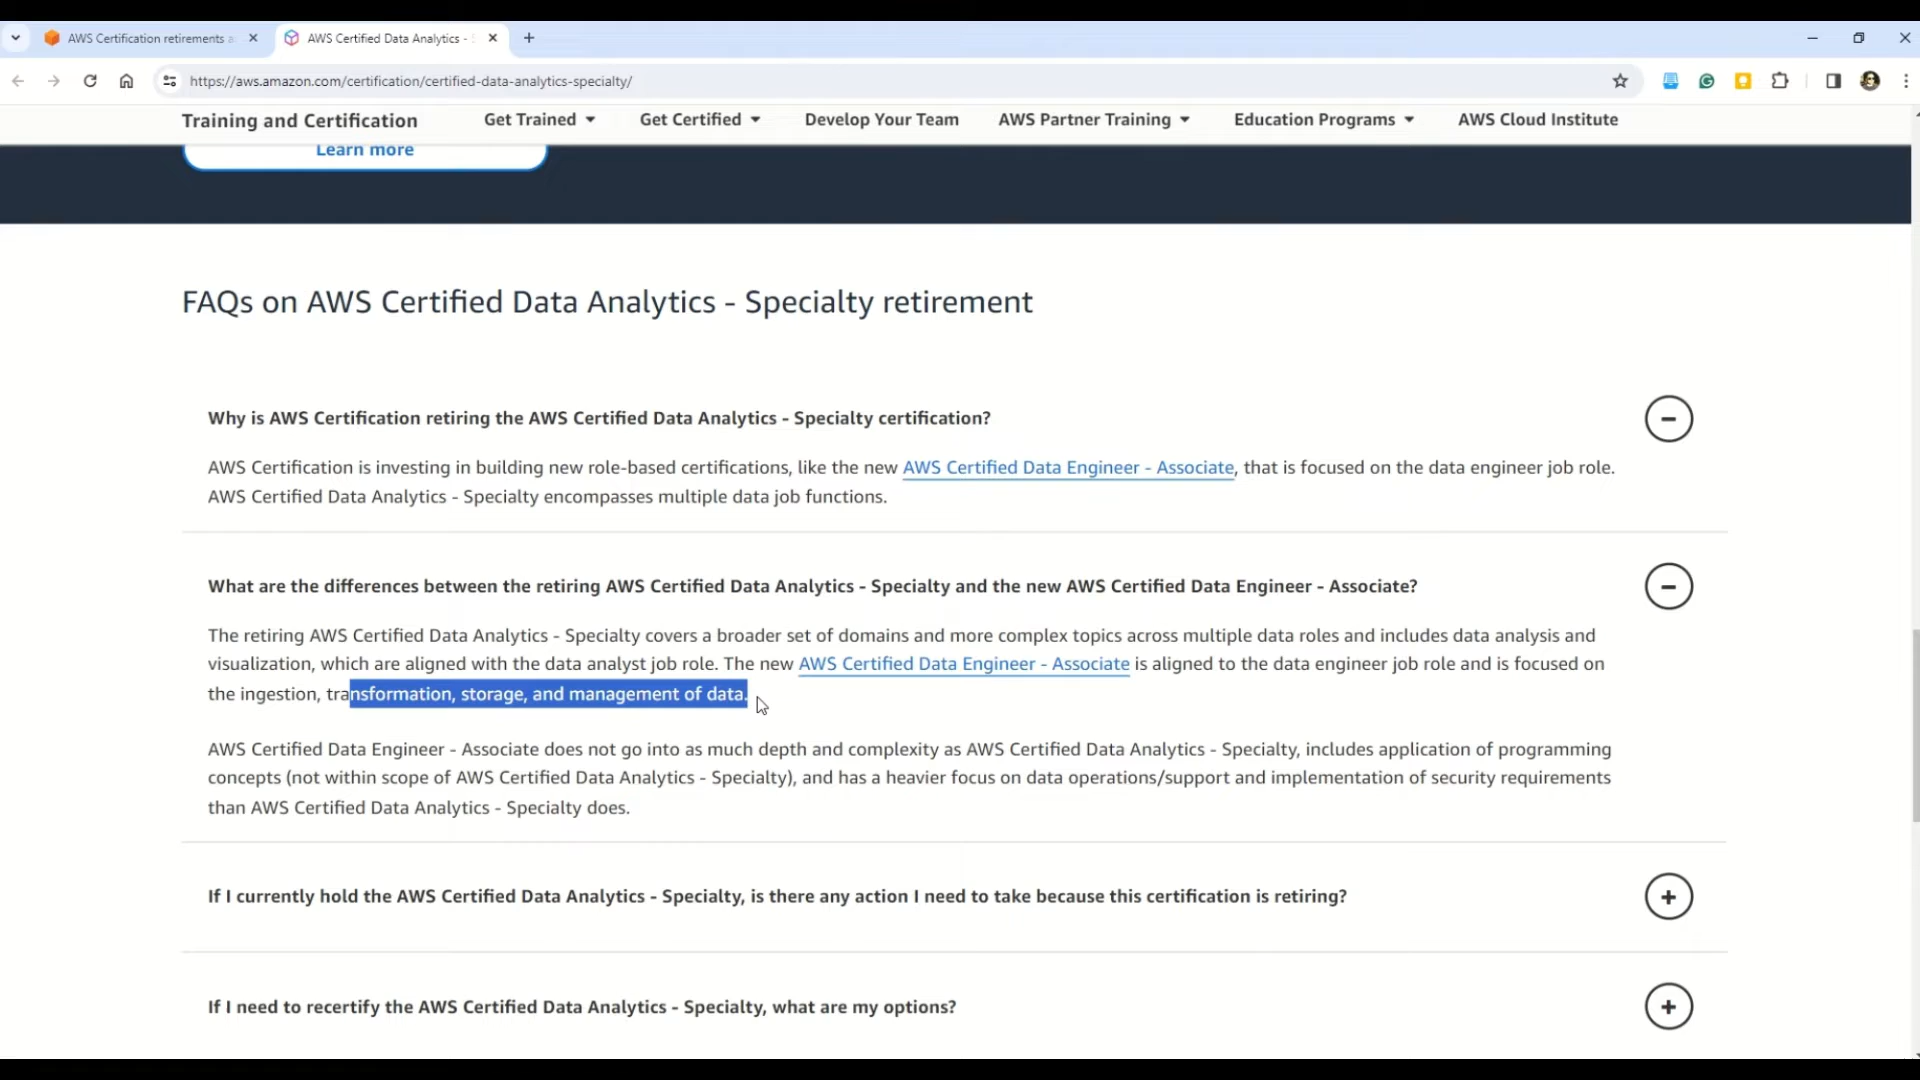 AWS Certification retirements a
AWS Certified Data Analytics -
https://aws.amazon.com/certification/certified-data-analytics-specialty/
Training and Certification
Get Trained
Get Certified
Develop Your Team
AWS Partner Training
Education Programs
AWS Cloud Institute
Learn more
FAQs on AWS Certified Data Analytics - Specialty retirement
Why is AWS Certification retiring the AWS Certified Data Analytics - Specialty certification?
AWS Certification is investing in building new role-based certifications, like the new AWS Certified Data Engineer - Associate, that is focused on the data engineer job role.
AWS Certified Data Analytics - Specialty encompasses multiple data job functions.
What are the differences between the retiring AWS Certified Data Analytics - Specialty and the new AWS Certified Data Engineer - Associate?
The retiring AWS Certified Data Analytics - Specialty covers a broader set of domains and more complex topics across multiple data roles and includes data analysis and
visualization, which are aligned with the data analyst job role. The new AWS Certified Data Engineer - Associate is aligned to the data engineer job role and is focused on
the ingestion, transformation, storage, and management of data.
AWS Certified Data Engineer - Associate does not go into as much depth and complexity as AWS Certified Data Analytics - Specialty, includes application of programming
concepts (not within scope of AWS Certified Data Analytics - Specialty), and has a heavier focus on data operations/support and implementation of security requirements
than AWS Certified Data Analytics - Specialty does.
If I currently hold the AWS Certified Data Analytics - Specialty, is there any action I need to take because this certification is retiring?
If I need to recertify the AWS Certified Data Analytics - Specialty, what are my options?